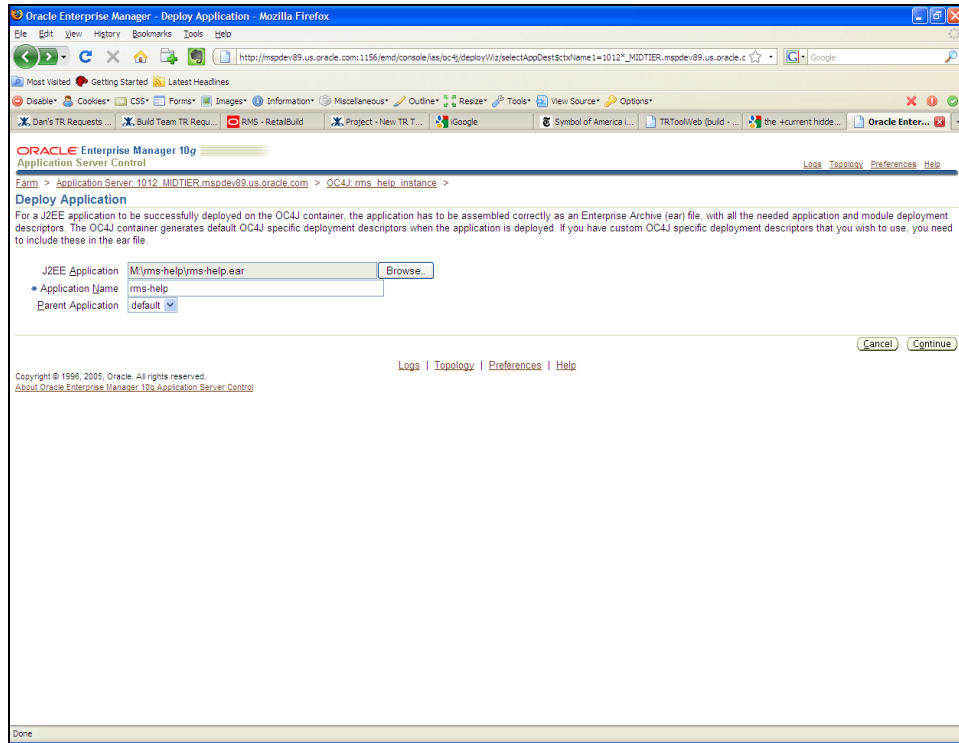 Oracle Enterprise Manager - Deploy Application - Mozilla Firefox
File Edit View History Bookmarks Tools Help
http://mspdev89.us.oracle.com:1156/emd/console/ias/oc4j/deployWiz/selectAppDest$ctxName1=1012*_MIDTIER.mspdev89.us.oracle.c
Google
Most Visited Getting Started Latest Headlines
Disable* Cookies* CSS* Forms* Images* Information* Miscellaneous* Outline* Resize* Tools* View Source* Options*
Dan's TR Requests ... Build Team TR Requ... RMS - RetailBuild Project - New TR T... iGoogle Symbol of America i... TRToolWeb (build - ... the +current hidde... Oracle Enter...
ORACLE Enterprise Manager 10g
Application Server Control
Logs Topology Preferences Help
Farm > Application Server: 1012_MIDTIER.mspdev89.us.oracle.com > OC4J: rms_help_instance >
Deploy Application
For a J2EE application to be successfully deployed on the OC4J container, the application has to be assembled correctly as an Enterprise Archive (ear) file, with all the needed application and module deployment
descriptors. The OC4J container generates default OC4J specific deployment descriptors when the application is deployed. If you have custom OC4J specific deployment descriptors that you wish to use, you need
to include these in the ear file.
J2EE Application M:\rms-help\rms-help.ear Browse..
* Application Name rms-help
Parent Application default
Cancel Continue
Logs | Topology | Preferences | Help
Copyright © 1996, 2005, Oracle. All rights reserved.
About Oracle Enterprise Manager 10g Application Server Control
Done